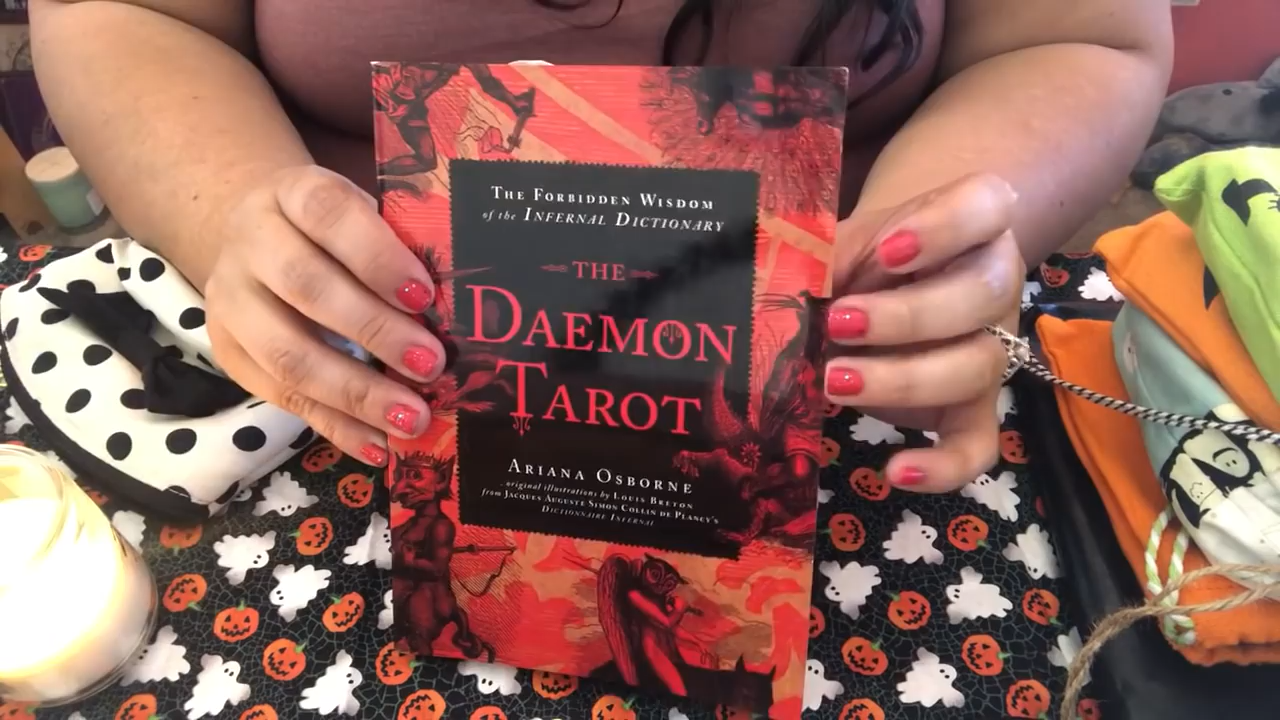 THE FORBIDDEN WISDOM
of the INFERNAL DICTIONARY
THE
DAEMON
TAROT
ARIANA OSBORNE
original illustrations by LOUIS BRETON
from JACQUES AUGUSTE SIMON COLLIN DE PLANCY'S
DICTIONNAIRE INFERNAL